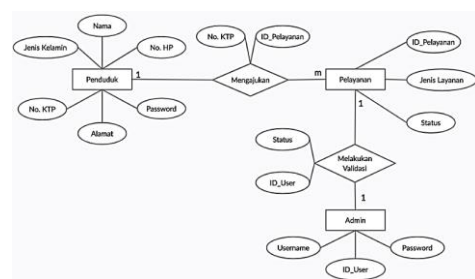 Nama
Jenis Kelamin
No. HP
Penduduk
No. KTP
Password
Alamat
1
No. KTP
ID_Pelayanan
Mengajukan
m
Pelayanan
ID_Pelayanan
Jenis Layanan
Status
1
Status
Melakukan
Validasi
ID_User
1
Admin
Username
Password
ID_User